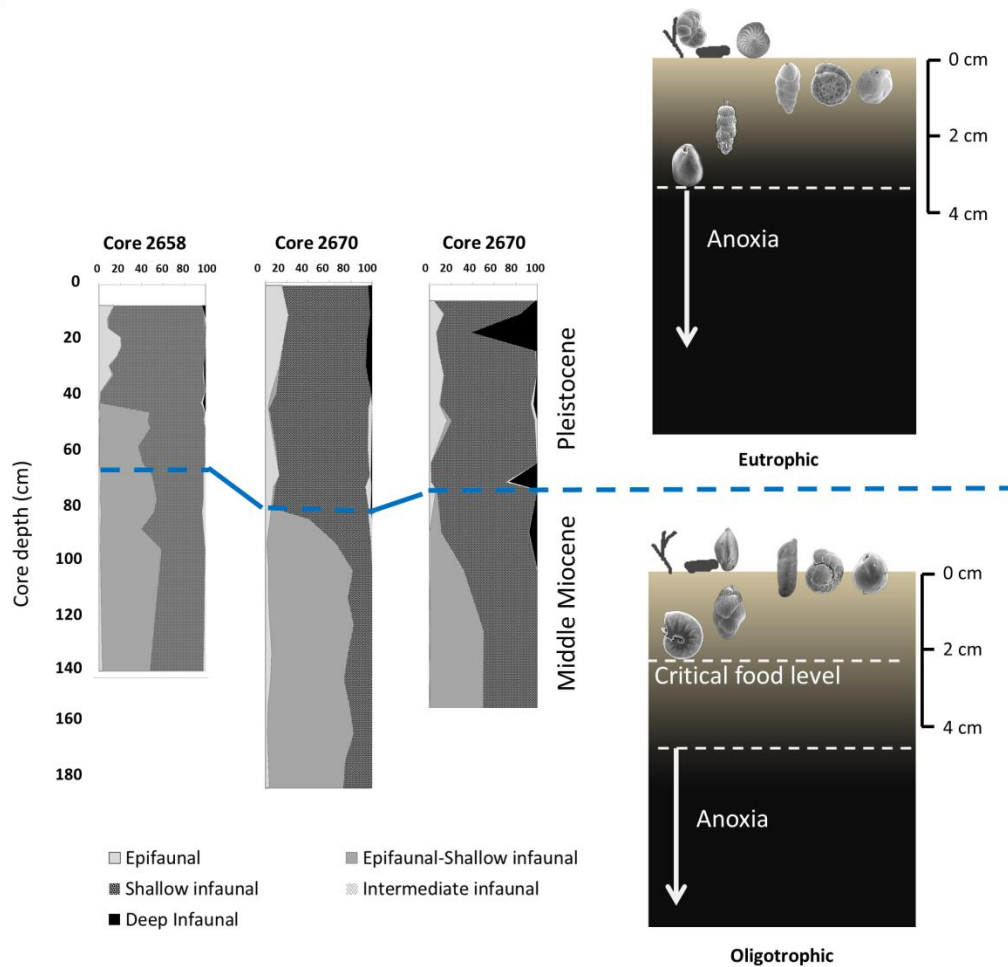 0 cm
2 cm
4 cm
Anoxia
Eutrophic
Core 2658
Core 2670
Core 2670
0 20 40 60 80 100
0 20 40 60 80 100
0 20 40 60 80 100
Core depth (cm)
0
20
40
60
80
100
120
140
160
180
Pleistocene
Middle Miocene
0 cm
2 cm
Critical food level
4 cm
Anoxia
Oligotrophic
Epifaunal
Epifaunal-Shallow infaunal
Shallow infaunal
Intermediate infaunal
Deep Infaunal